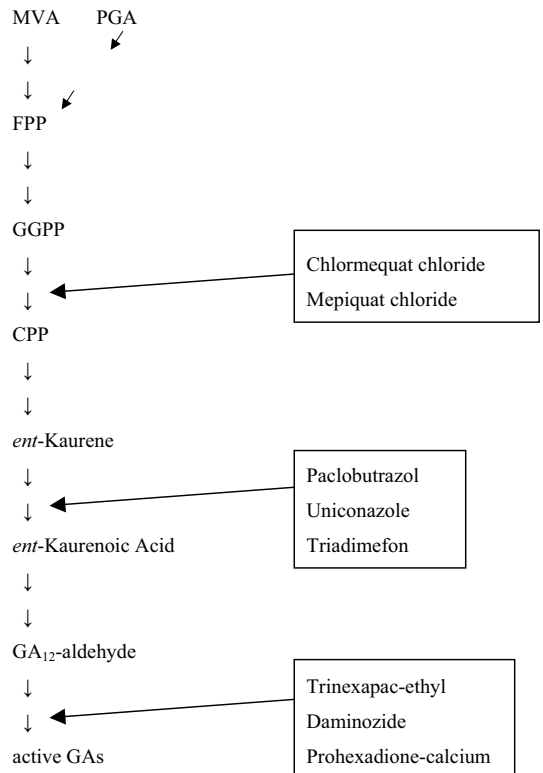 MVA PGA
↓
↓
FPP
↓
↓
GGPP
↓
Chlormequat chloride
↓
Mepiquat chloride
CPP
↓
↓
ent-Kaurene
↓
Paclobutrazol
↓
Uniconazole
ent-Kaurenoic Acid
Triadimefon
↓
↓
GA₁₂-aldehyde
↓
Trinexapac-ethyl
↓
Daminozide
active GAs
Prohexadione-calcium